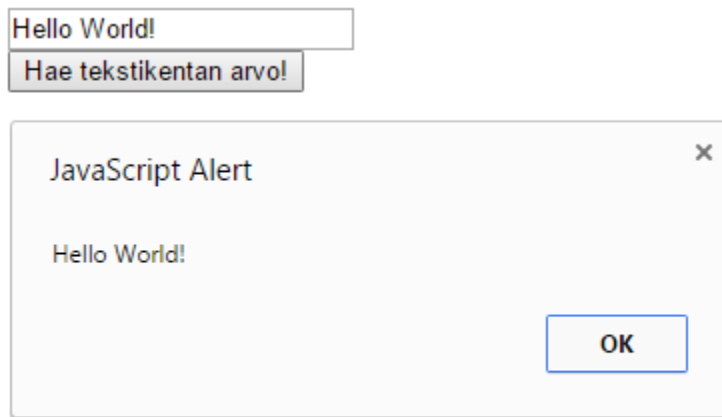 Hello World!
Hae tekstikentan arvo!
JavaScript Alert
Hello World!
OK